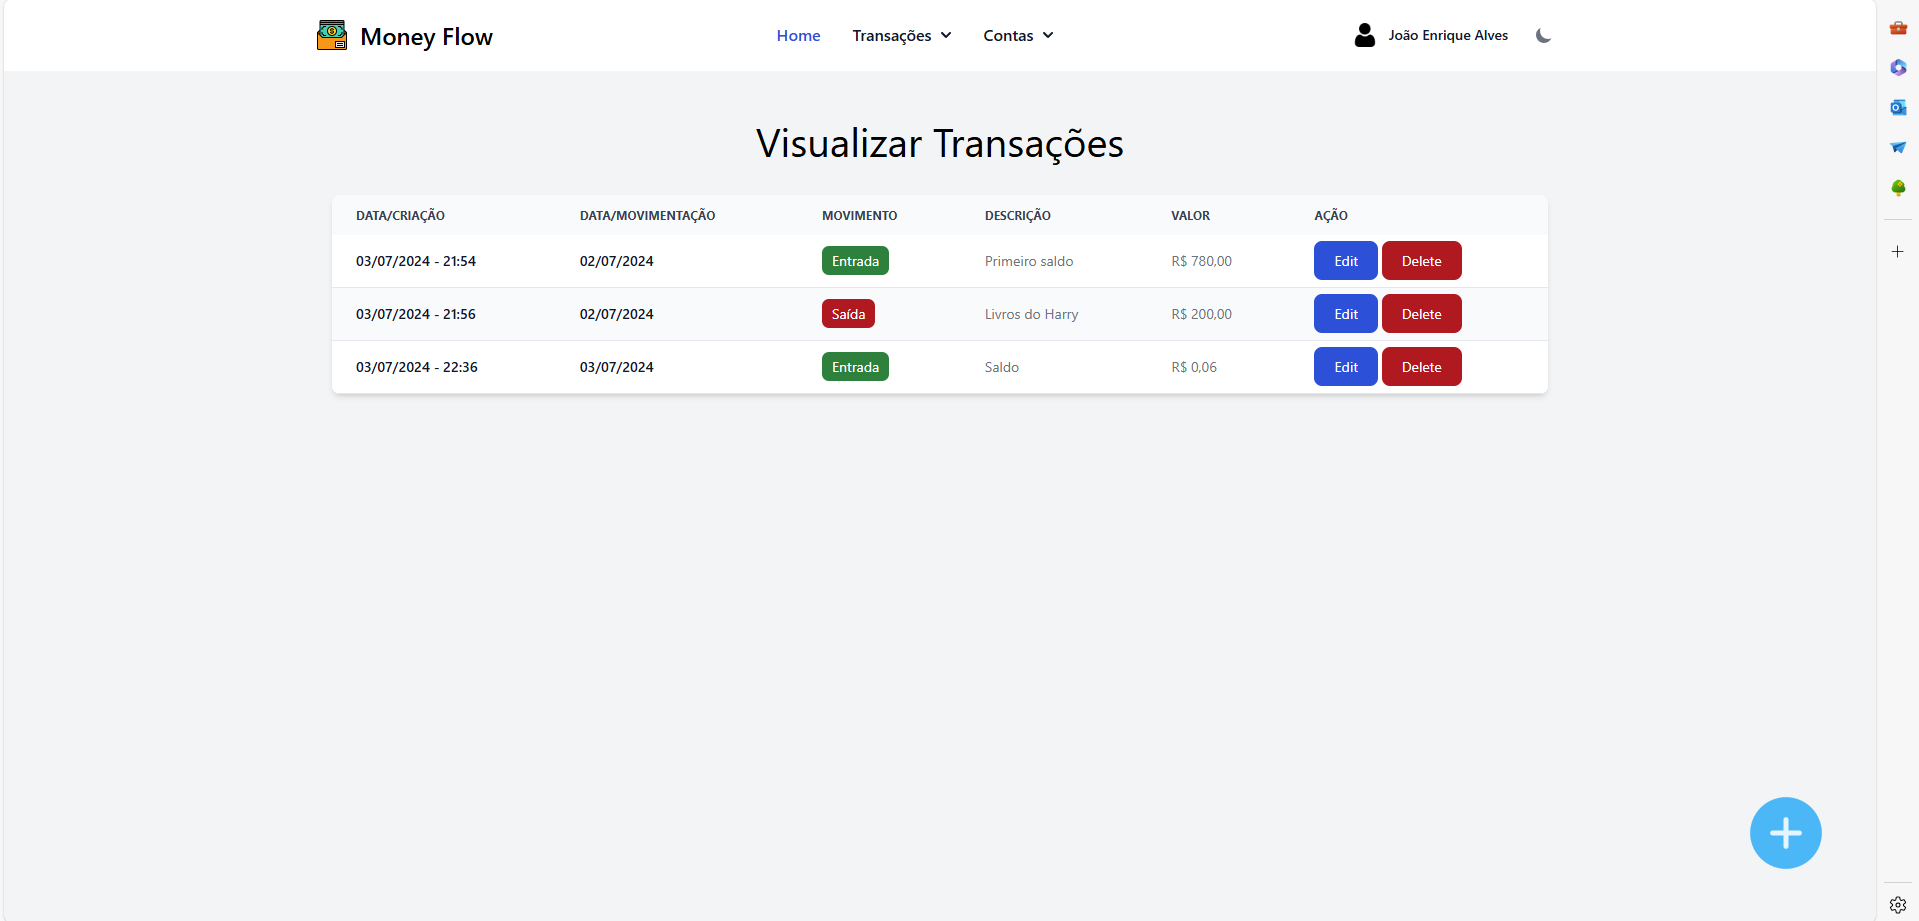 Money Flow
Home Transações Contas
João Enrique Alves
Visualizar Transações
DATA/CRIAÇÃO DATA/MOVIMENTAÇÃO MOVIMENTO DESCRIÇÃO VALOR AÇÃO
03/07/2024 - 21:54 02/07/2024 Entrada Primeiro saldo R$ 780,00 Edit Delete
03/07/2024 - 21:56 02/07/2024 Saída Livros do Harry R$ 200,00 Edit Delete
03/07/2024 - 22:36 03/07/2024 Entrada Saldo R$ 0,06 Edit Delete